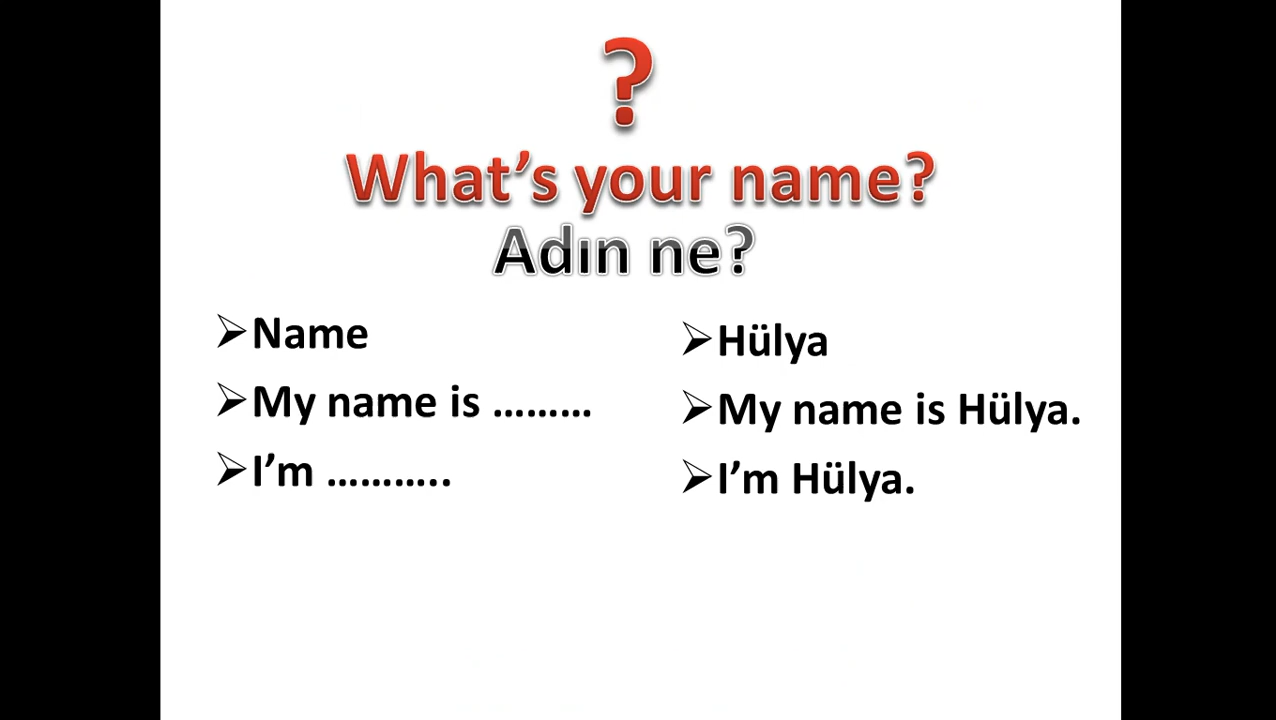 ?
What’s your name?
Adın ne?
➢Name
➢My name is ………
➢I’m ………..
➢Hülya
➢My name is Hülya.
➢I’m Hülya.